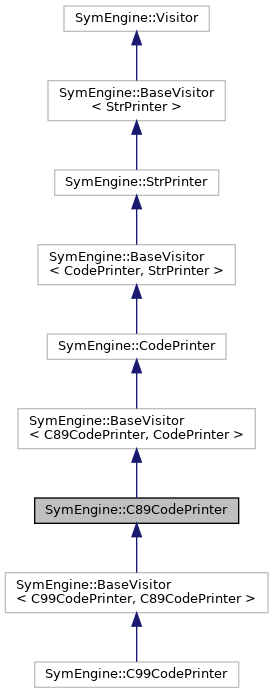 SymEngine::Visitor
SymEngine::BaseVisitor
< StrPrinter >
SymEngine::StrPrinter
SymEngine::BaseVisitor
< CodePrinter, StrPrinter >
SymEngine::CodePrinter
SymEngine::BaseVisitor
< C89CodePrinter, CodePrinter >
SymEngine::C89CodePrinter
SymEngine::BaseVisitor
< C99CodePrinter, C89CodePrinter >
SymEngine::C99CodePrinter